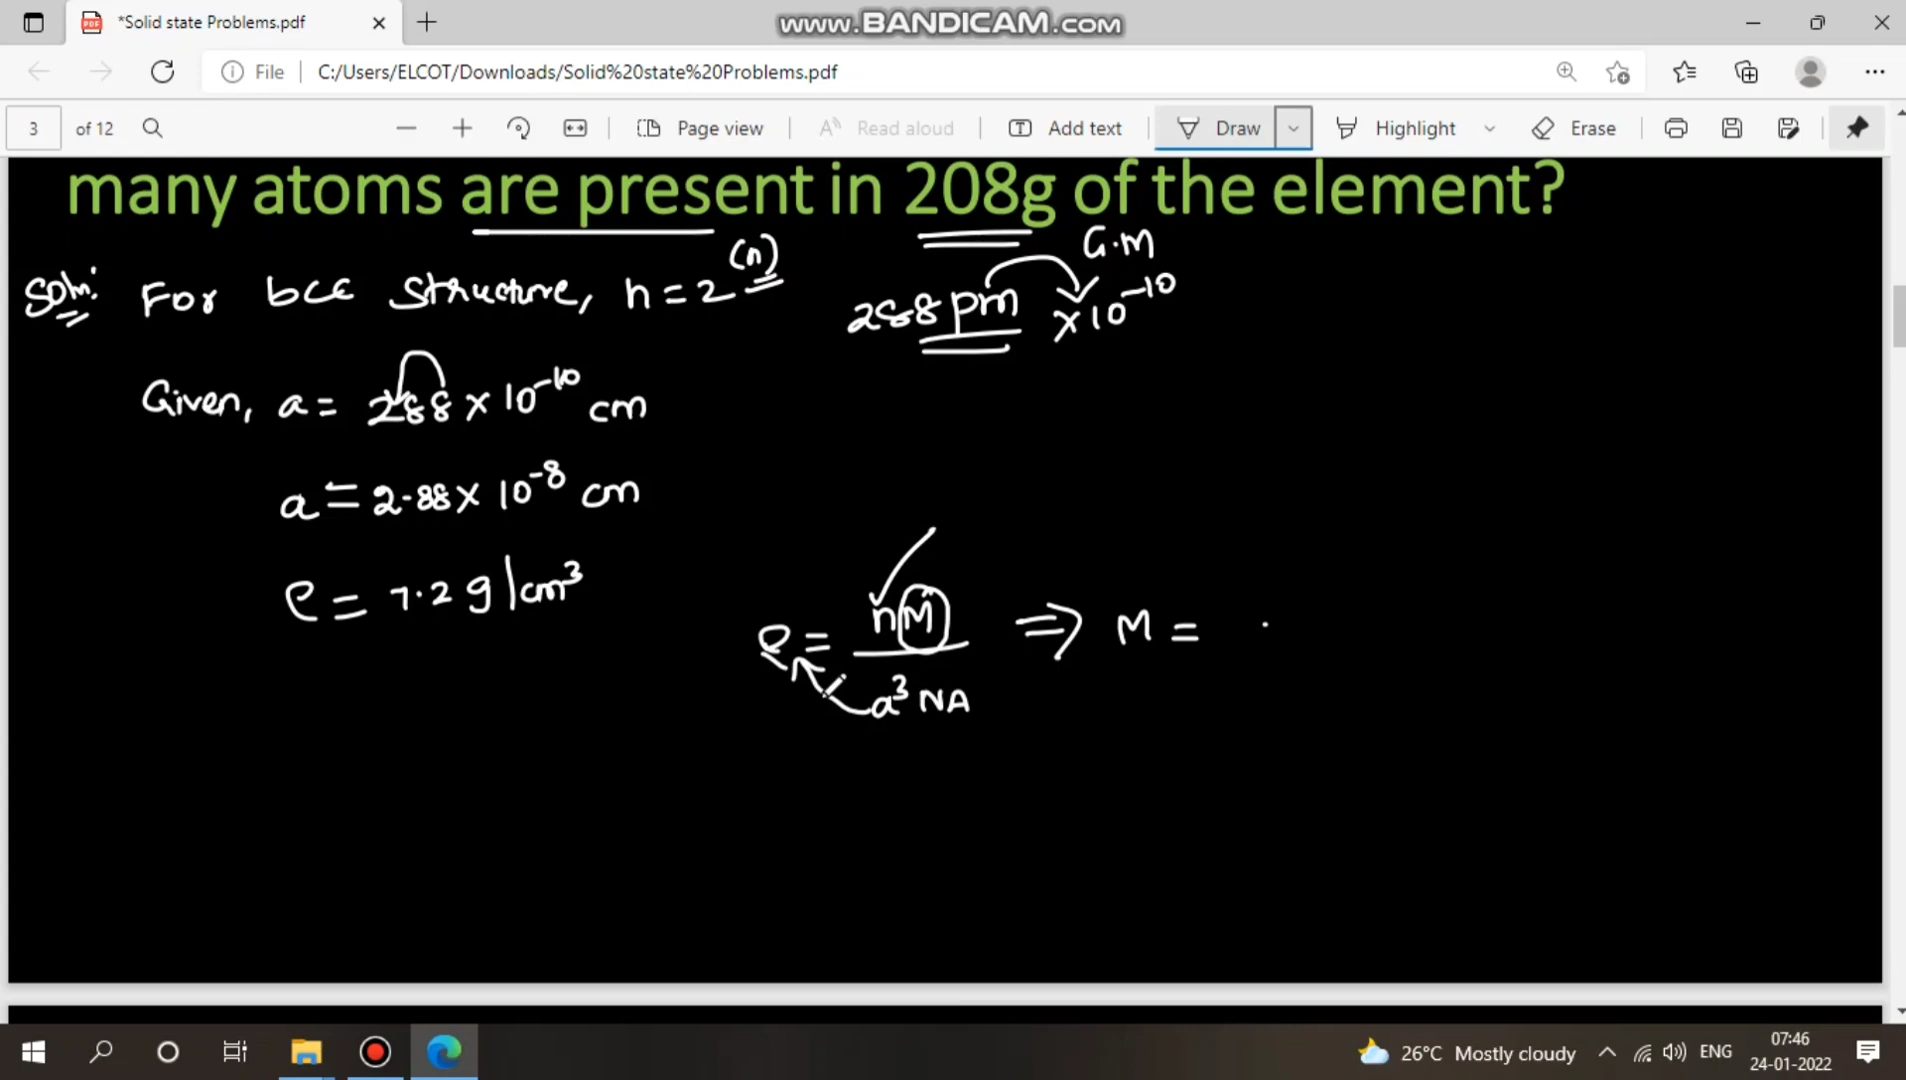 *Solid state Problems.pdf
www.BANDICAM.com
File C:/Users/ELCOT/Downloads/Solid%20state%20Problems.pdf
3 of 12 Page view Read aloud Add text Draw Highlight Erase
many atoms are present in 208g of the element?
G.M
Soln: For bcc structure, n = 2 (n) 288 pm × 10⁻¹⁰
Given, a = 288 × 10⁻¹⁰ cm
a = 2.88 × 10⁻⁸ cm
ρ = 7.2 g/cm³
ρ = nM / a³ NA ⇒ M =
26°C Mostly cloudy ENG 07:46
24-01-2022